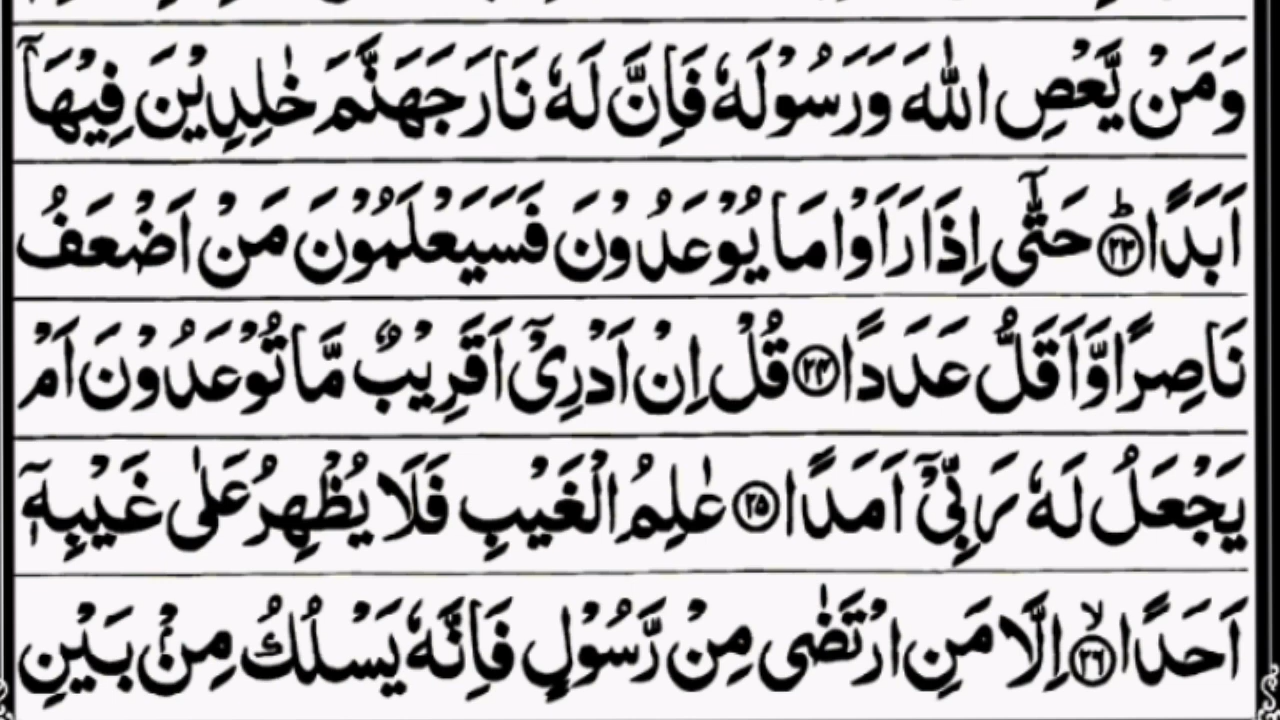 وَمَنۡ يَّعۡصِ اللّٰهَ وَرَسُوۡلَهٗ فَاِنَّ لَهٗ نَارَ جَهَنَّمَ خٰلِدِيۡنَ فِيۡهَاۤ
اَبَدًا ؕ‏﴿۲۳﴾ حَتّٰٓى اِذَا رَاَوۡا مَا يُوۡعَدُوۡنَ فَسَيَعۡلَمُوۡنَ مَنۡ اَضۡعَفُ
نَاصِرًا وَّاَقَلُّ عَدَدًا ﴿۲۴﴾ قُلۡ اِنۡ اَدۡرِىۡۤ اَقَرِيۡبٌ مَّا تُوۡعَدُوۡنَ اَمۡ
يَجۡعَلُ لَهٗ رَبِّىۡۤ اَمَدًا ﴿۲۵﴾ عٰلِمُ الۡغَيۡبِ فَلَا يُظۡهِرُ عَلٰى غَيۡبِهٖۤ
اَحَدًا ۙ‏﴿۲۶﴾ اِلَّا مَنِ ارۡتَضٰى مِنۡ رَّسُوۡلٍ فَاِنَّهٗ يَسۡلُكُ مِنۡۢ بَيۡنِ